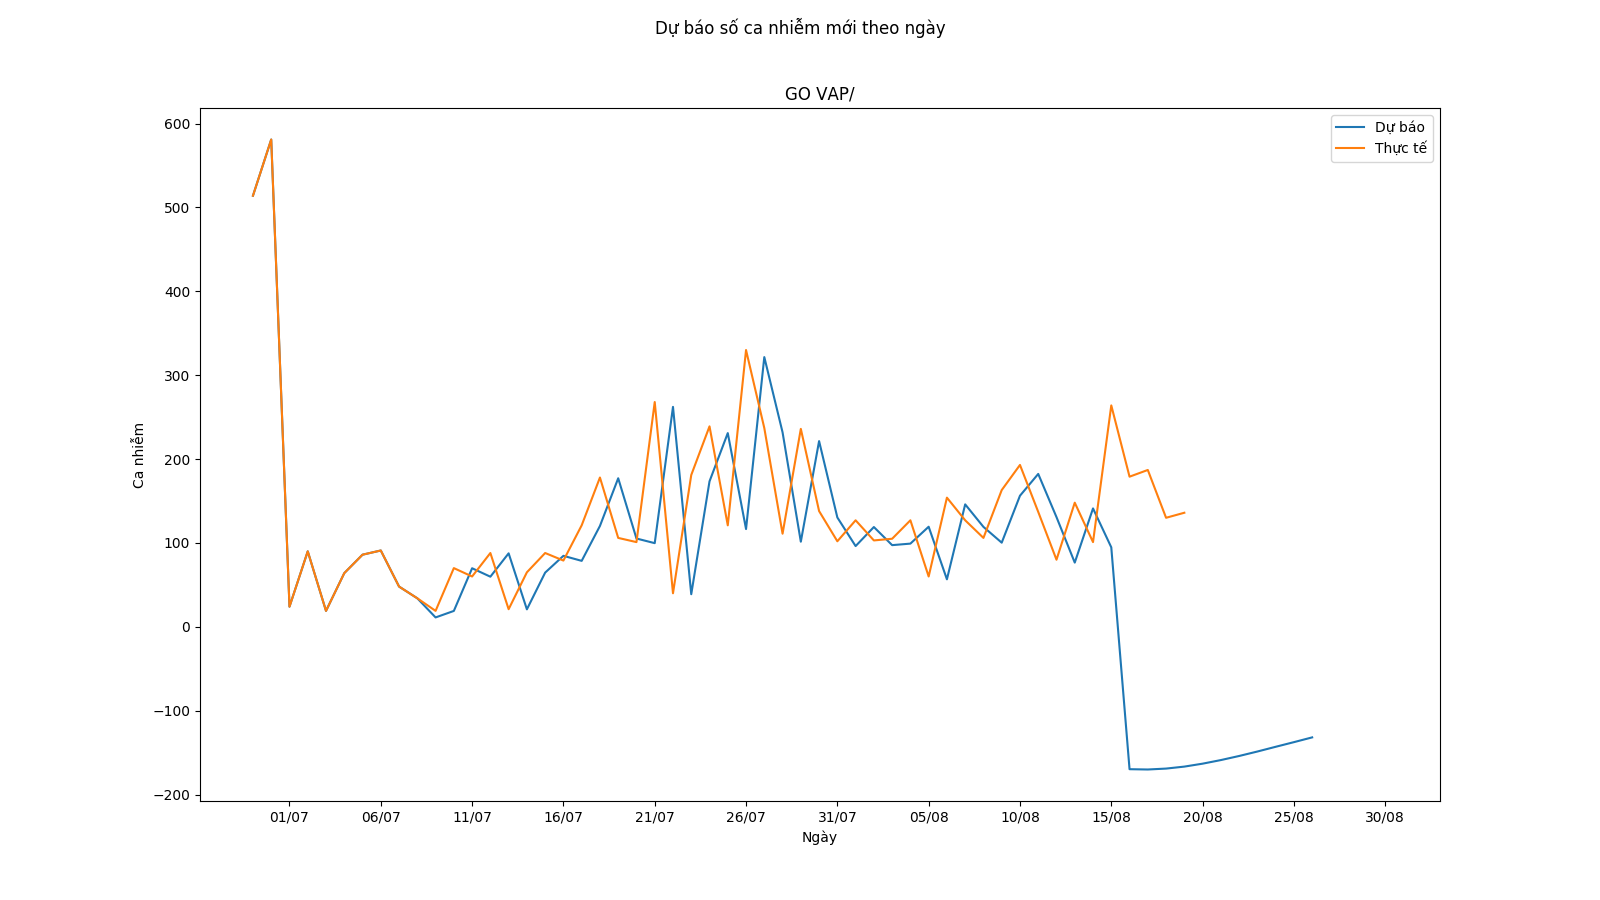 Dự báo số ca nhiễm mới theo ngày
GO VAP/
Dự báo
Thực tế
600
500
400
300
200
100
0
−100
−200
Ca nhiễm
01/07 06/07 11/07 16/07 21/07 26/07 31/07 05/08 10/08 15/08 20/08 25/08 30/08
Ngày